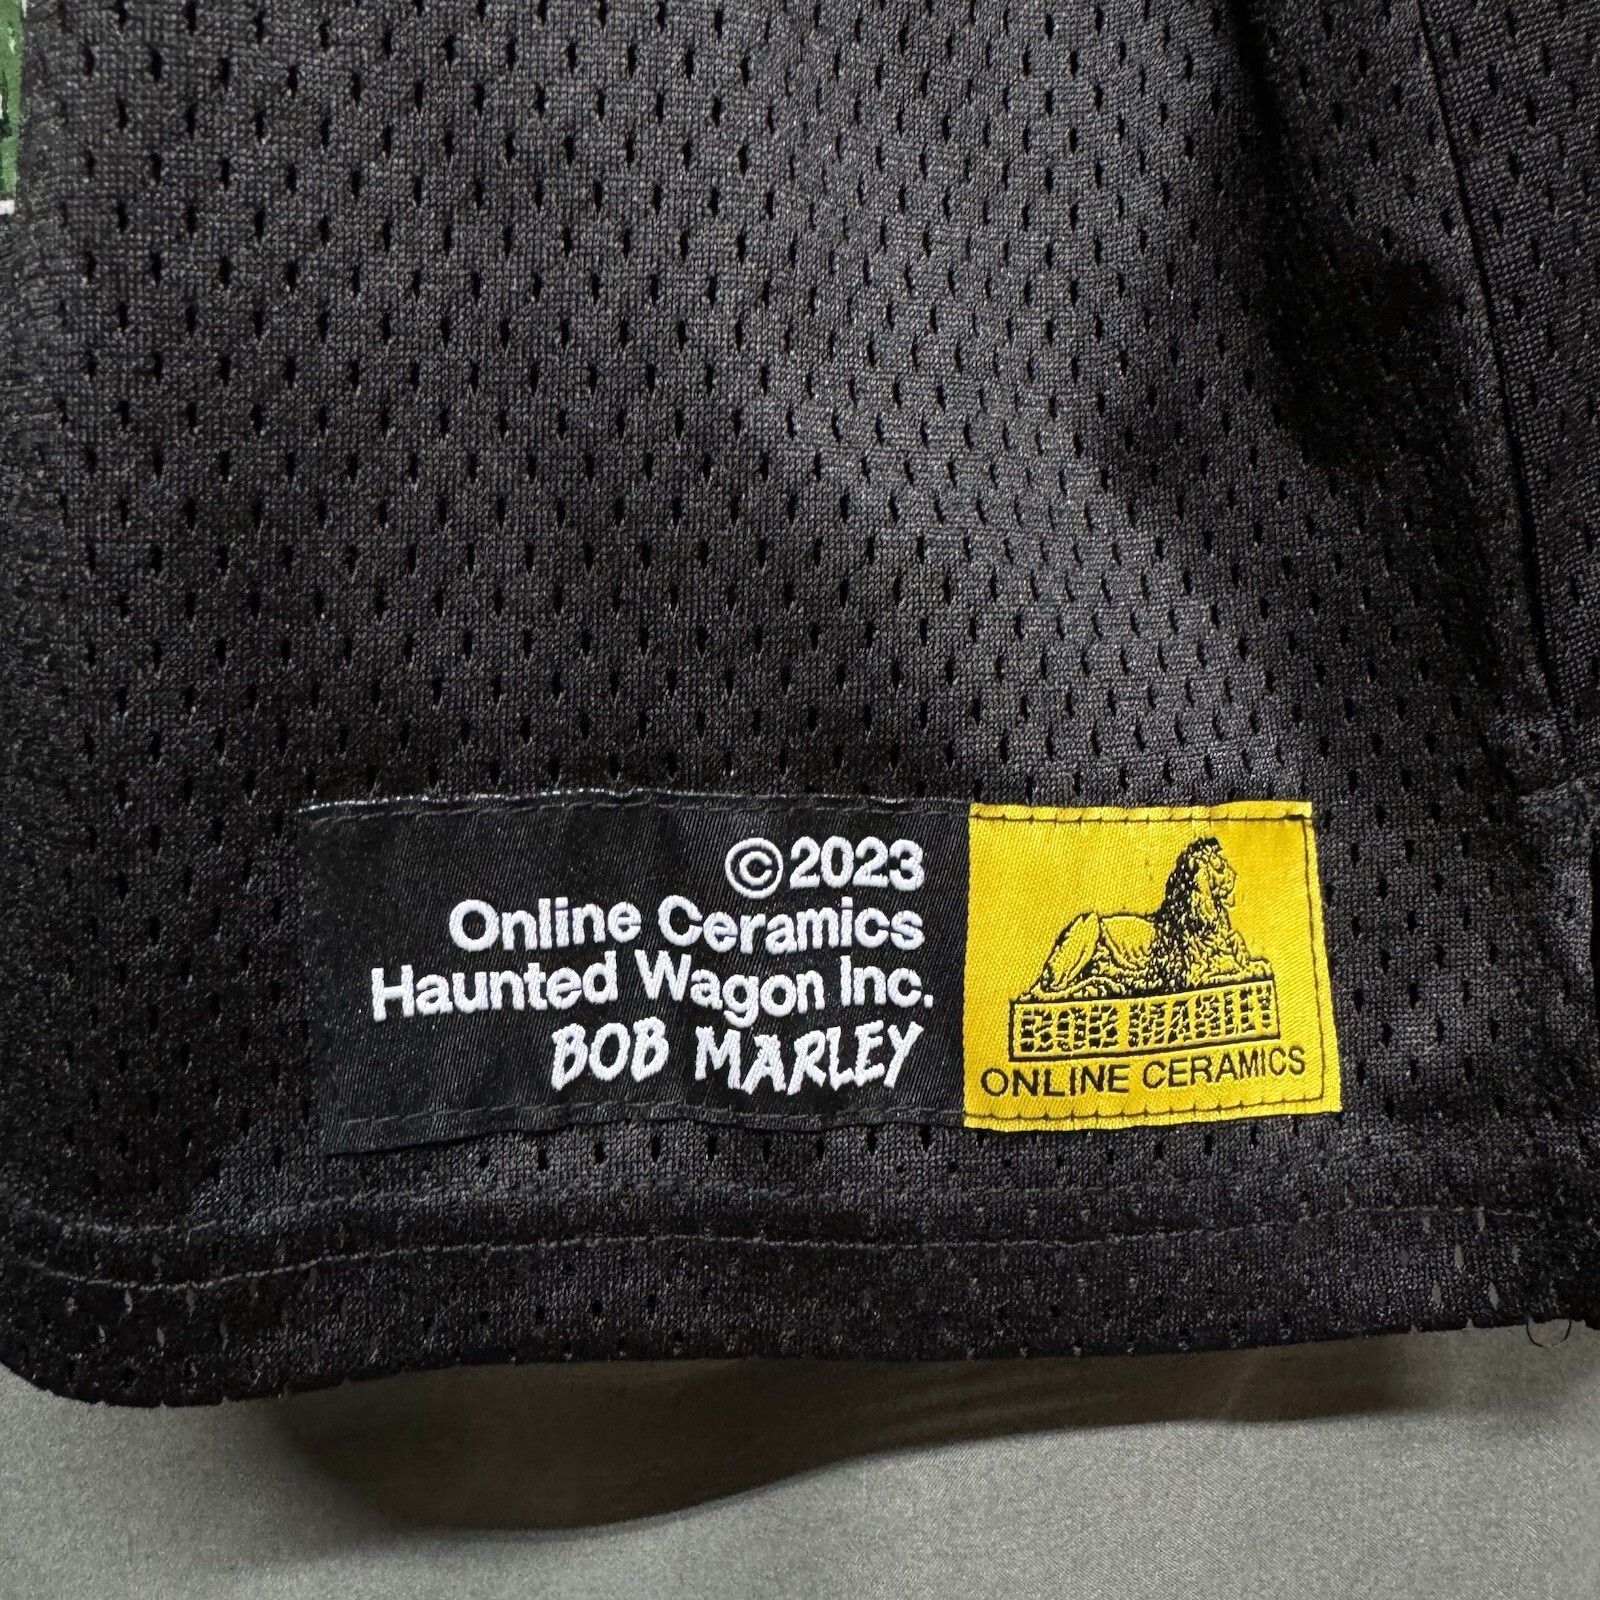 ©2023
Online Ceramics
Haunted Wagon Inc.
BOB MARLEY
BOB MARLEY
ONLINE CERAMICS